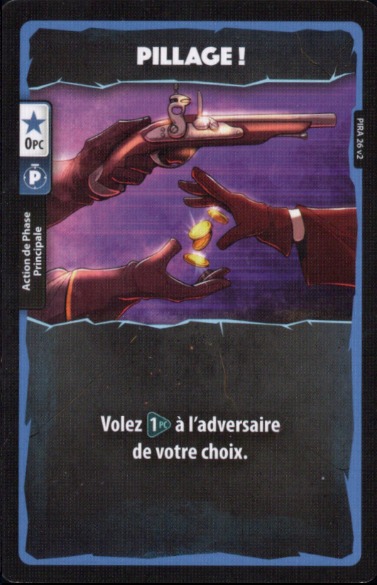 PILLAGE !
0PC
P
Action de Phase
Principale
PIRA 26 v2
Volez 1PC à l'adversaire
de votre choix.